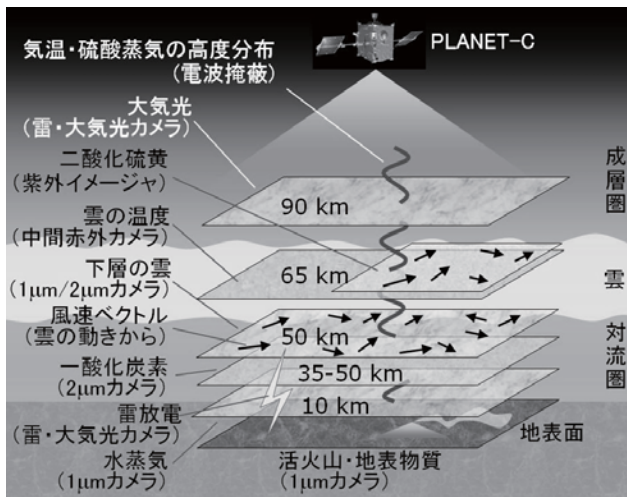 PLANET-C
気温・硫酸蒸気の高度分布
(電波掩蔽)
大気光
(雷・大気光カメラ)
二酸化硫黄
(紫外イメージャ)
雲の温度
(中間赤外カメラ)
下層の雲
(1μm/2μmカメラ)
風速ベクトル
(雲の動きから)
一酸化炭素
(2μmカメラ)
雷放電
(雷・大気光カメラ)
水蒸気
(1μmカメラ)
90 km
65 km
50 km
35-50 km
10 km
活火山・地表物質
(1μmカメラ)
地表面
成層圏
雲
対流圏